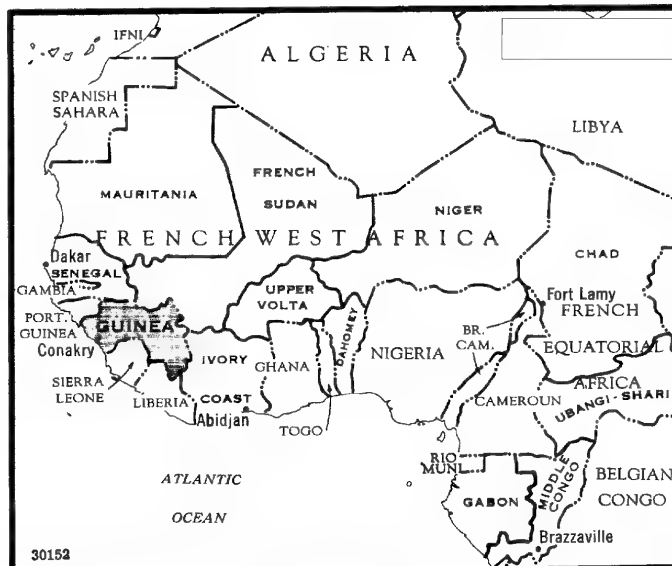 IFNI
ALGERIA
SPANISH
SAHARA
LIBYA
MAURITANIA
FRENCH
SUDAN
NIGER
FRENCH WEST AFRICA
CHAD
Dakar
SENEGAL
GAMBIA
PORT.
GUINEA
GUINEA
Conakry
UPPER
VOLTA
DAHOMEY
Fort Lamy
FRENCH
BR.
CAM.
NIGERIA
EQUATORIAL
IVORY
COAST
GHANA
SIERRA
LEONE
LIBERIA
Abidjan
TOGO
CAMEROUN
AFRICA
UBANGI-SHARI
RIO
MUNI
MIDDLE
CONGO
BELGIAN
CONGO
GABON
ATLANTIC
OCEAN
Brazzaville
30152